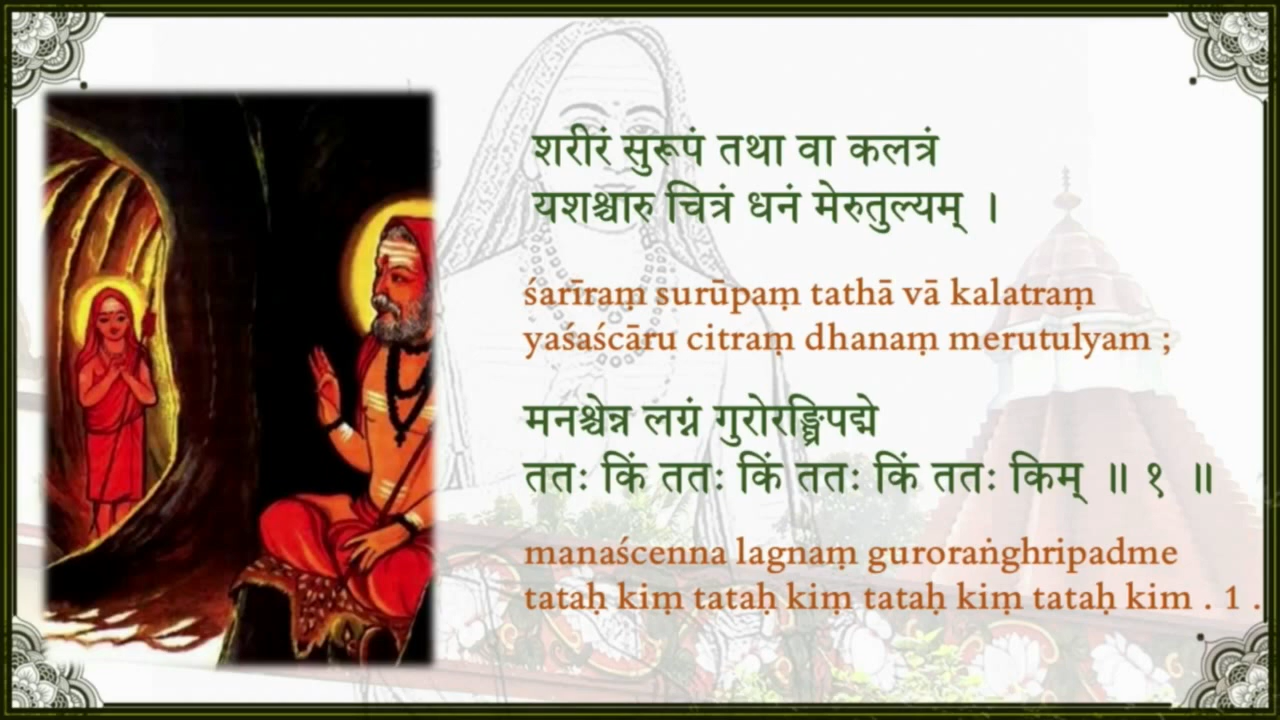 शरीरं सुरूपं तथा वा कलत्रं
यशश्चारु चित्रं धनं मेरुतुल्यम् ।
śarīraṃ surūpaṃ tathā vā kalatraṃ
yaśaścāru citraṃ dhanaṃ merutulyam ;
मनश्चेन्न लग्नं गुरोरङ्घ्रिपद्मे
ततः किं ततः किं ततः किं ततः किम् ॥ १ ॥
manaścenna lagnaṃ guroraṅghripadme
tataḥ kiṃ tataḥ kiṃ tataḥ kiṃ tataḥ kim . 1 .